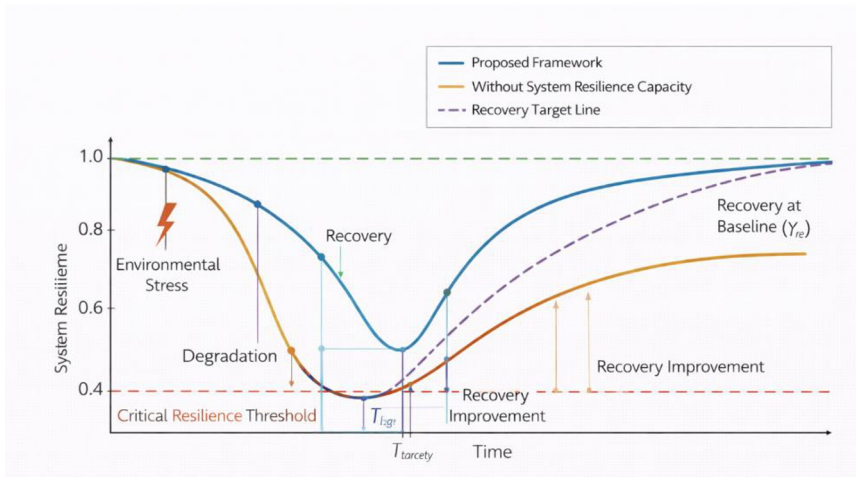 Proposed Framework
Without System Resilience Capacity
Recovery Target Line
1.0
0.8
0.6
0.4
System Resilieme
Environmental
Stress
Degradation
Recovery
Recovery at
Baseline (Yre)
Recovery Improvement
Recovery
Improvement
Critical Resilience Threshold
Ttarcety
Time